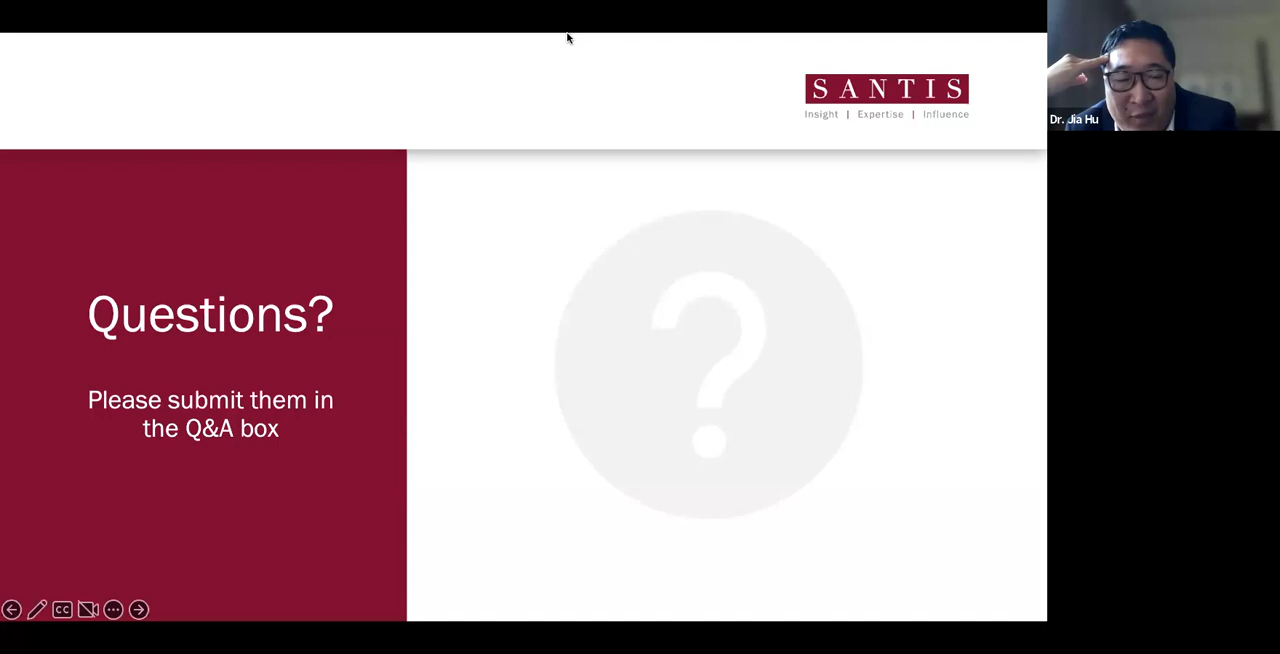 SANTIS
Insight | Expertise | Influence
Dr. Jia Hu
Questions?
?
Please submit them in
the Q&A box
CC